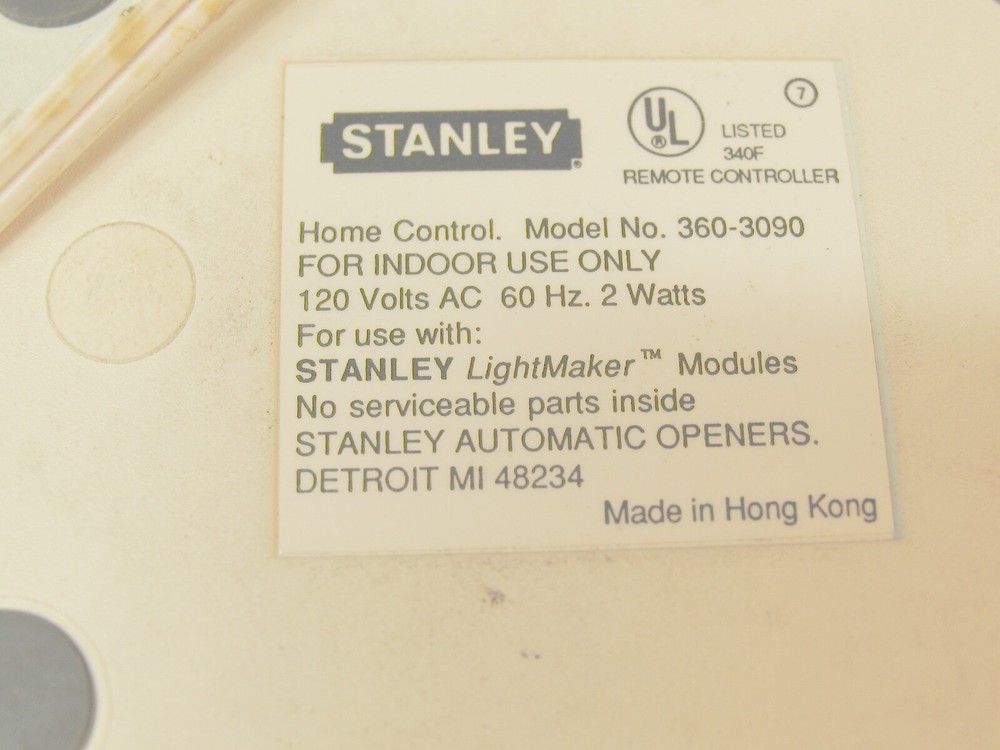 STANLEY®
UL® LISTED 7
340F
REMOTE CONTROLLER
Home Control. Model No. 360-3090
FOR INDOOR USE ONLY
120 Volts AC 60 Hz. 2 Watts
For use with:
STANLEY LightMaker™ Modules
No serviceable parts inside
STANLEY AUTOMATIC OPENERS.
DETROIT MI 48234
Made in Hong Kong